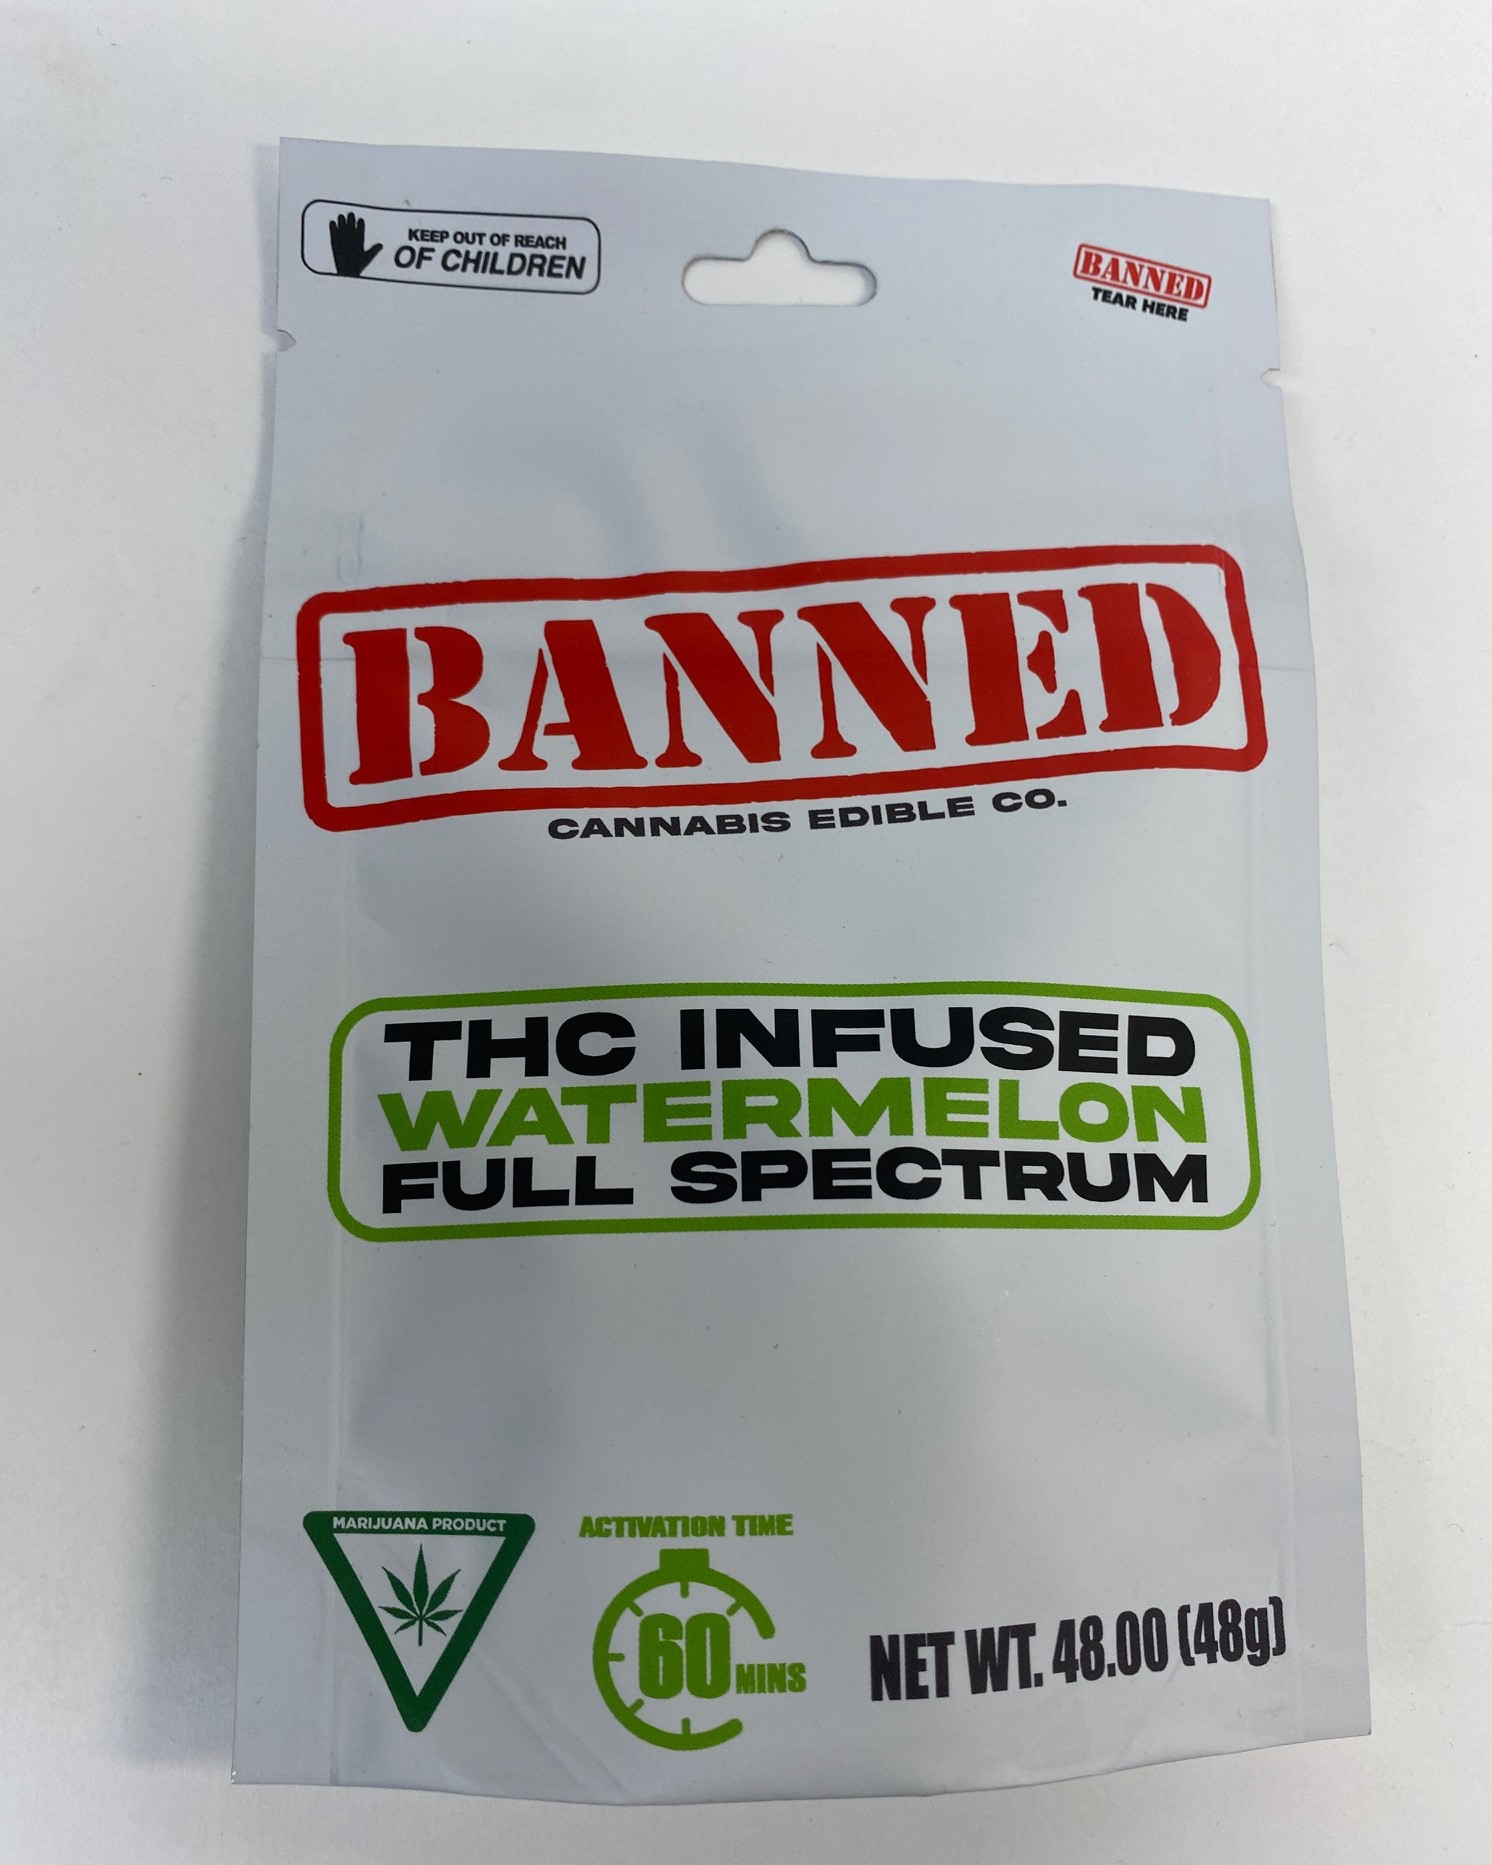 KEEP OUT OF REACH
OF CHILDREN
BANNED
TEAR HERE
BANNED
CANNABIS EDIBLE CO.
THC INFUSED
WATERMELON
FULL SPECTRUM
MARIJUANA PRODUCT
ACTIVATION TIME
60 MINS
NET WT. 48.00 (48g)